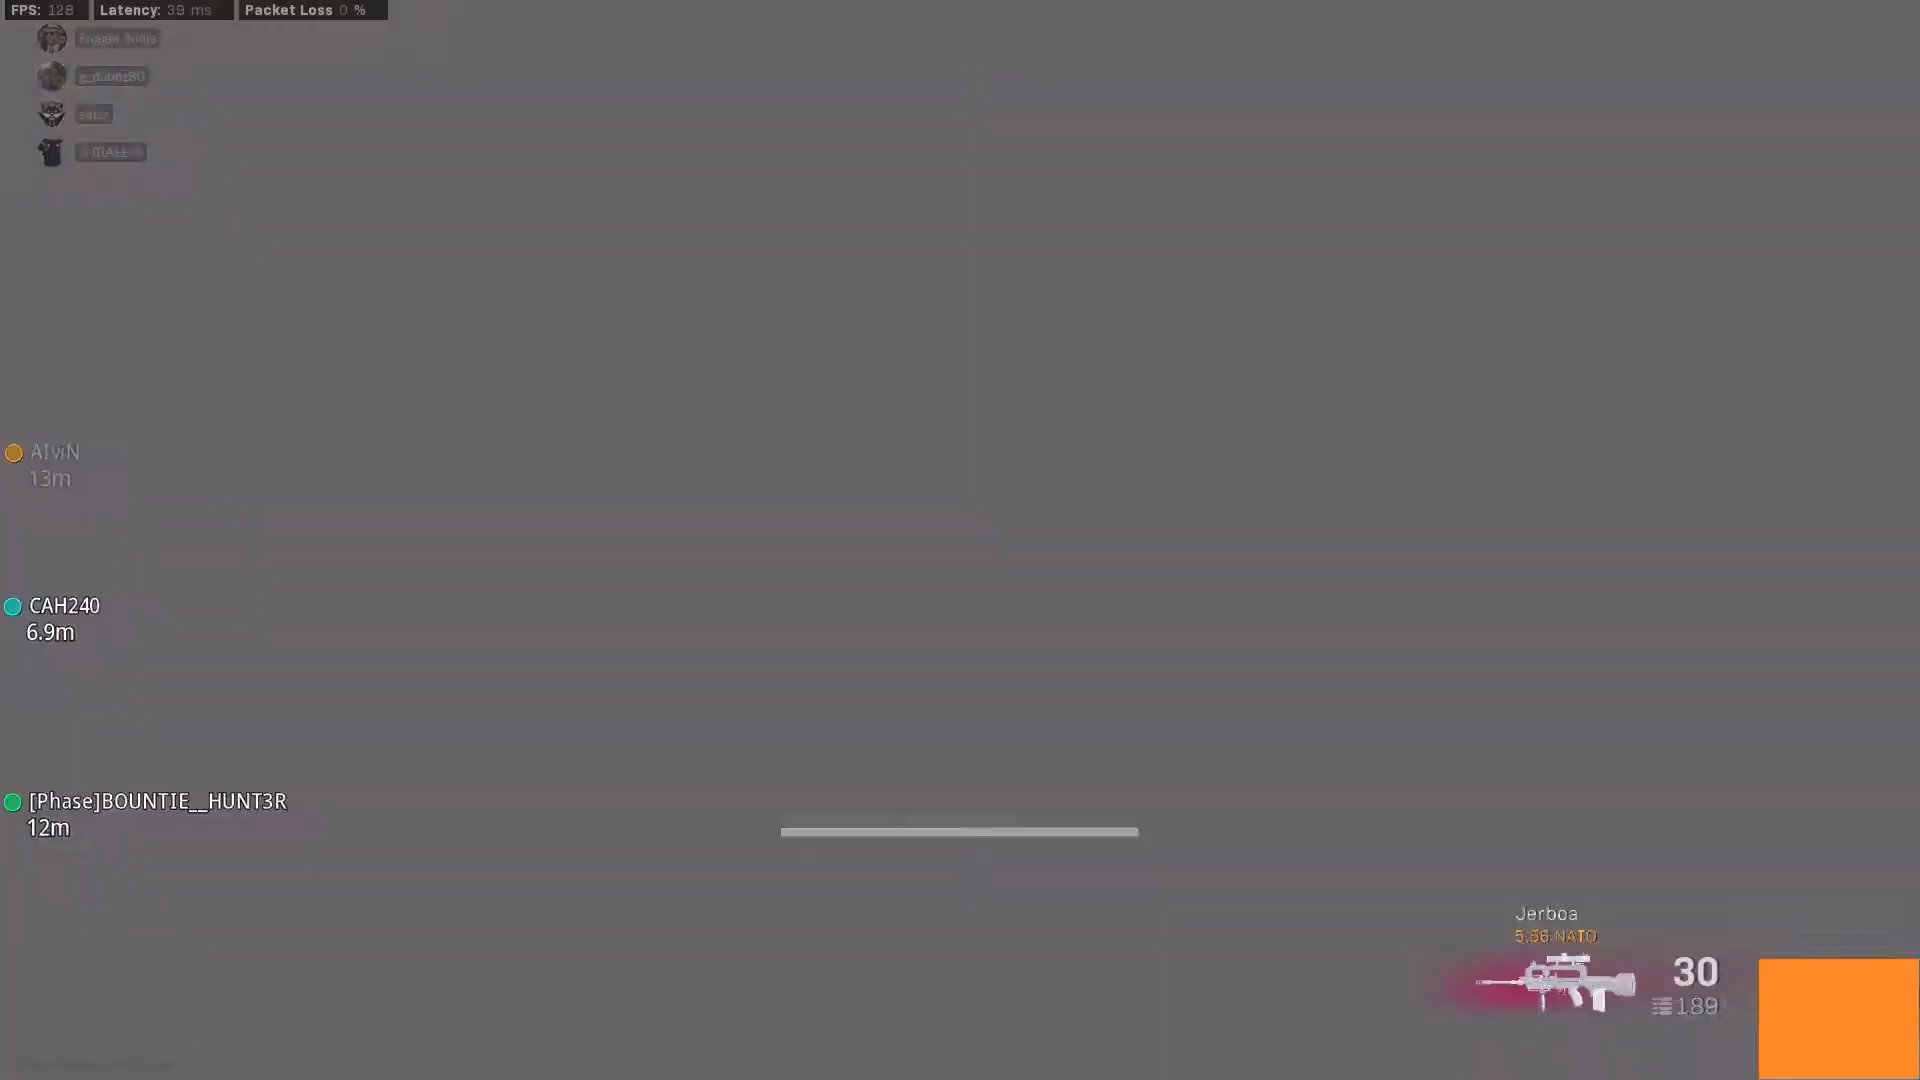 FPS: 128 Latency: 39 ms Packet Loss 0 %
AIviN
13m
CAH240
6.9m
[Phase]BOUNTIE__HUNT3R
12m
Jerboa
5.56 NATO
30
189